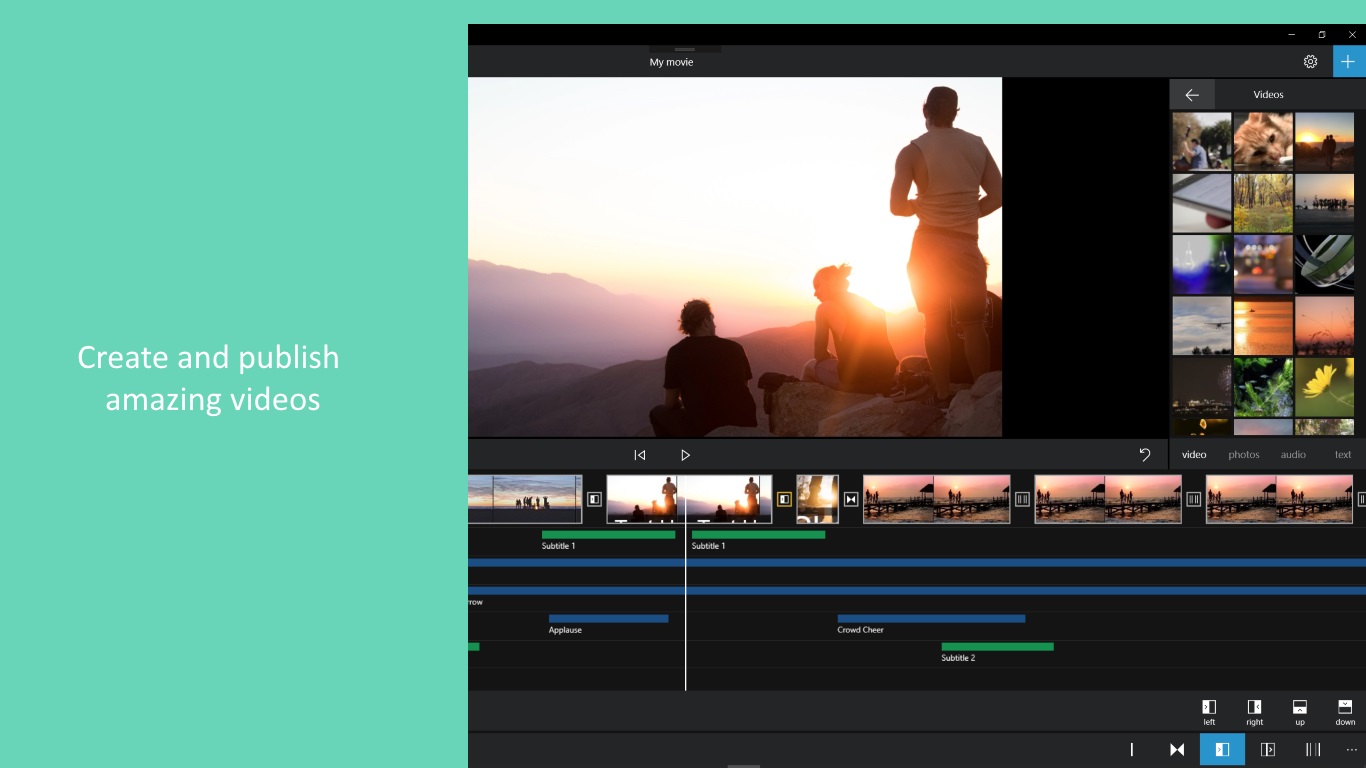 My movie
Videos
Create and publish
amazing videos
video photos audio text
Subtitle 1 Subtitle 1
Applause Crowd Cheer
Subtitle 2
left right up down